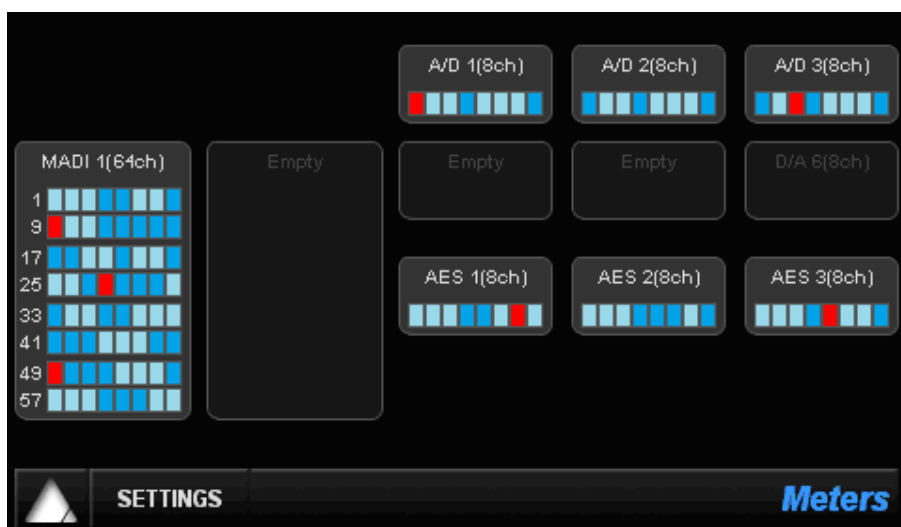 A/D 1(8ch)
A/D 2(8ch)
A/D 3(8ch)
MADI 1(64ch)
Empty
Empty
Empty
D/A 6(8ch)
1
9
17
25
33
41
49
57
AES 1(8ch)
AES 2(8ch)
AES 3(8ch)
SETTINGS
Meters